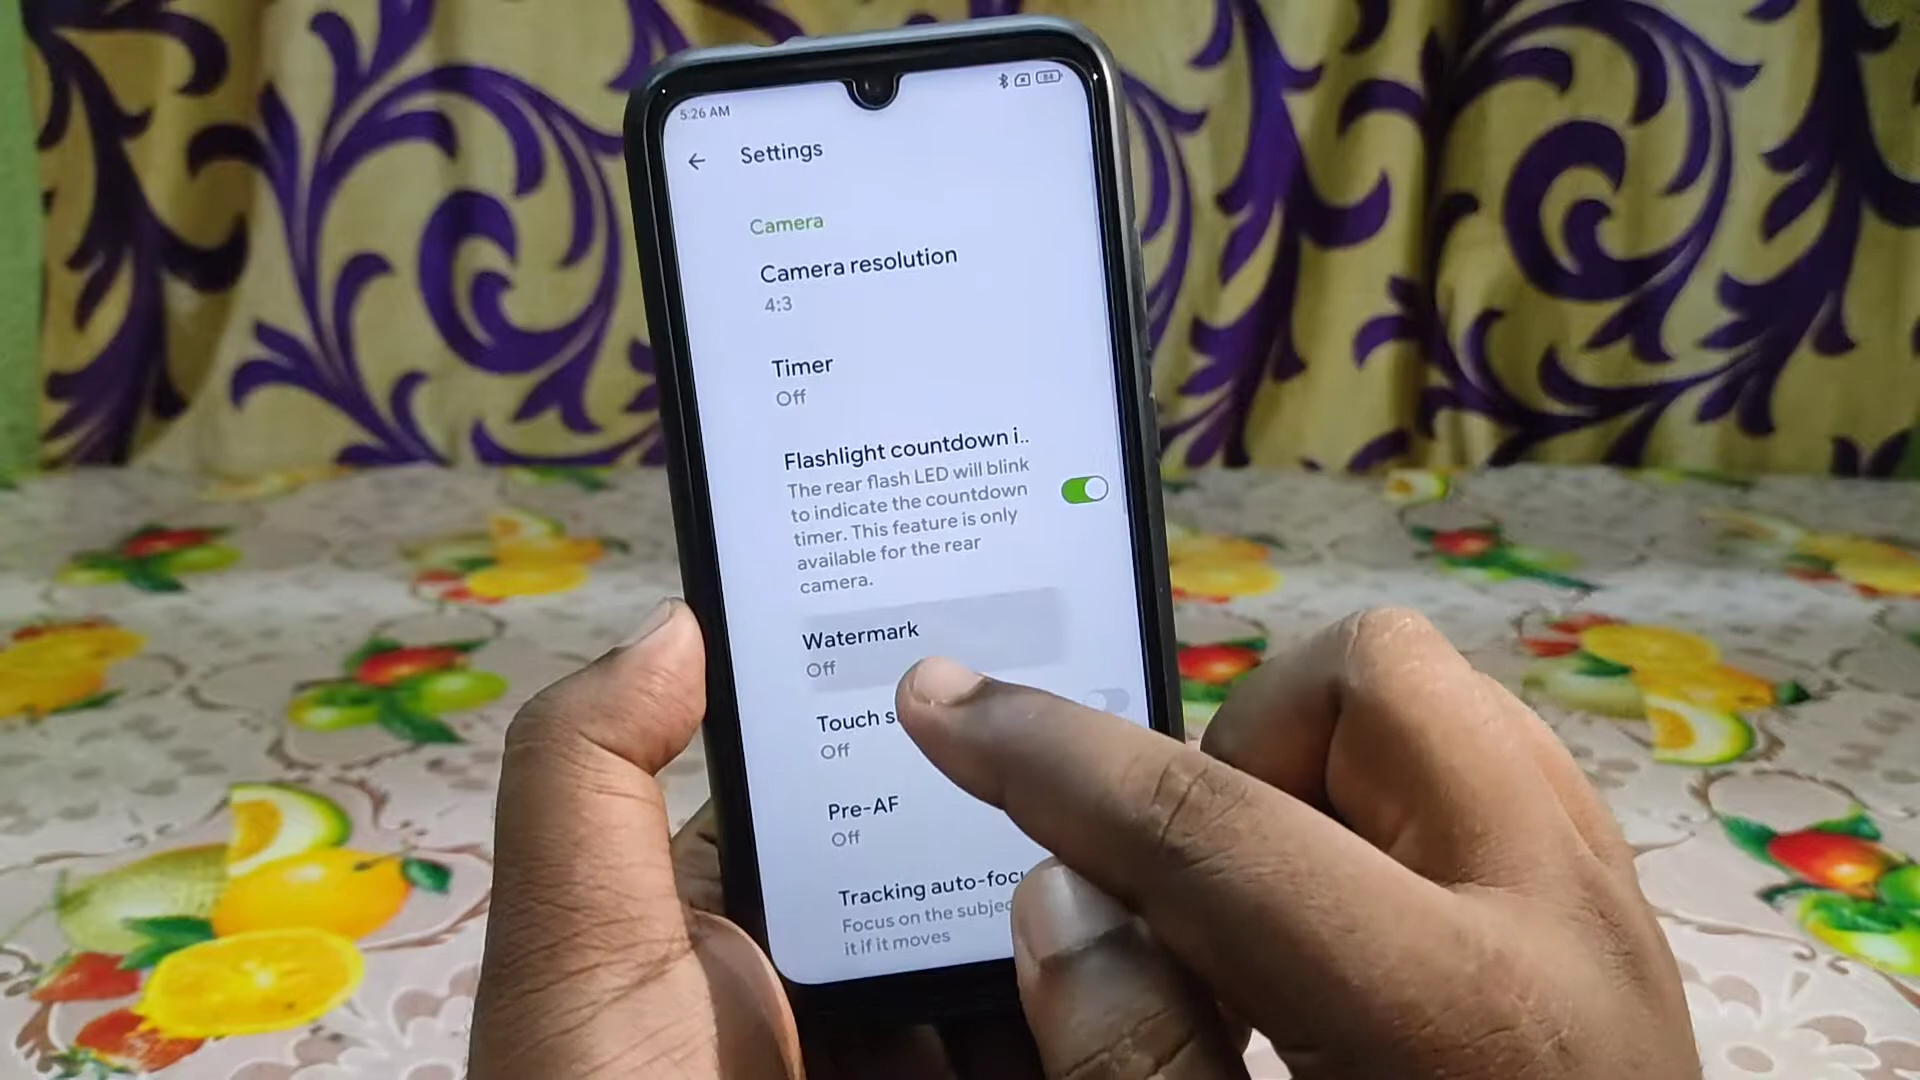 5:26 AM
84
Settings
Camera
Camera resolution
4:3
Timer
Off
Flashlight countdown i..
The rear flash LED will blink
to indicate the countdown
timer. This feature is only
available for the rear
camera.
Watermark
Off
Touch
Off
Pre-AF
Off
Tracking
Focus on the
it if it moves